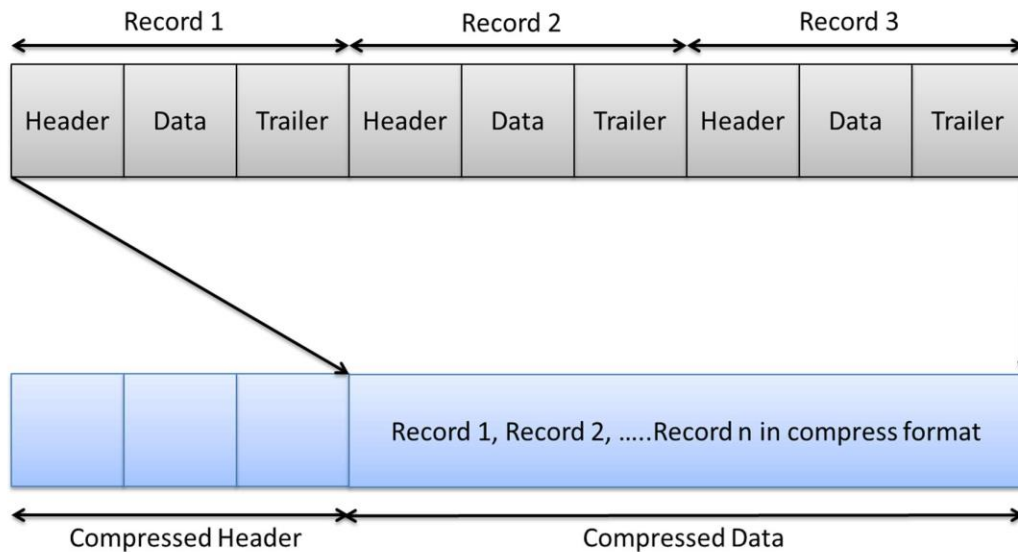 Record 1 Record 2 Record 3
Header Data Trailer Header Data Trailer Header Data Trailer
Record 1, Record 2, …..Record n in compress format
Compressed Header Compressed Data